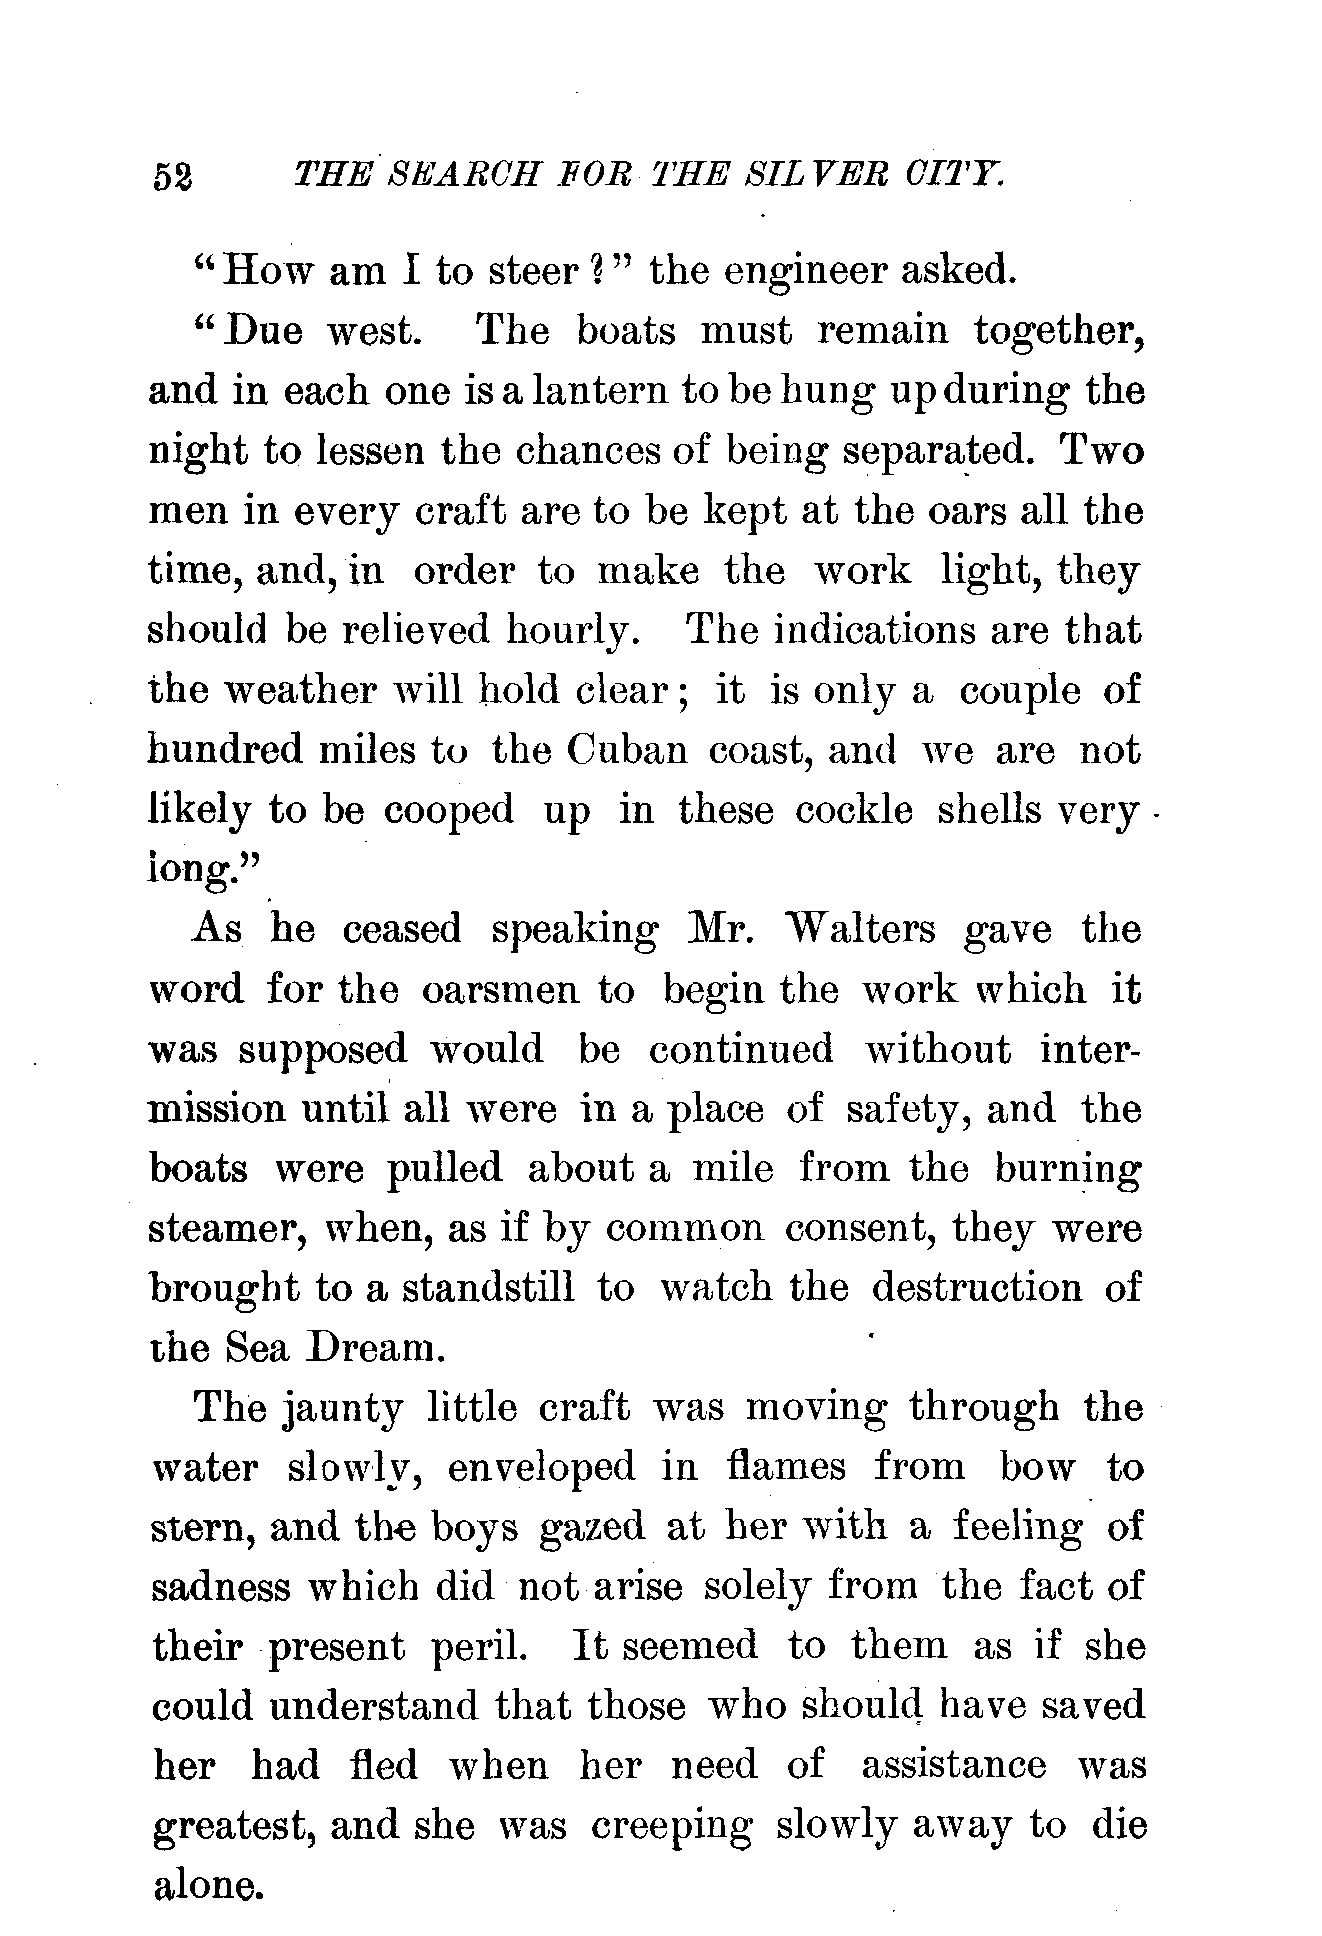 52 THE SEARCH FOR THE SILVER CITY.
"How am I to steer?" the engineer asked.
"Due west. The boats must remain together,
and in each one is a lantern to be hung up during the
night to lessen the chances of being separated. Two
men in every craft are to be kept at the oars all the
time, and, in order to make the work light, they
should be relieved hourly. The indications are that
the weather will hold clear; it is only a couple of
hundred miles to the Cuban coast, and we are not
likely to be cooped up in these cockle shells very
long."
As he ceased speaking Mr. Walters gave the
word for the oarsmen to begin the work which it
was supposed would be continued without inter-
mission until all were in a place of safety, and the
boats were pulled about a mile from the burning
steamer, when, as if by common consent, they were
brought to a standstill to watch the destruction of
the Sea Dream.
The jaunty little craft was moving through the
water slowly, enveloped in flames from bow to
stern, and the boys gazed at her with a feeling of
sadness which did not arise solely from the fact of
their present peril. It seemed to them as if she
could understand that those who should have saved
her had fled when her need of assistance was
greatest, and she was creeping slowly away to die
alone.